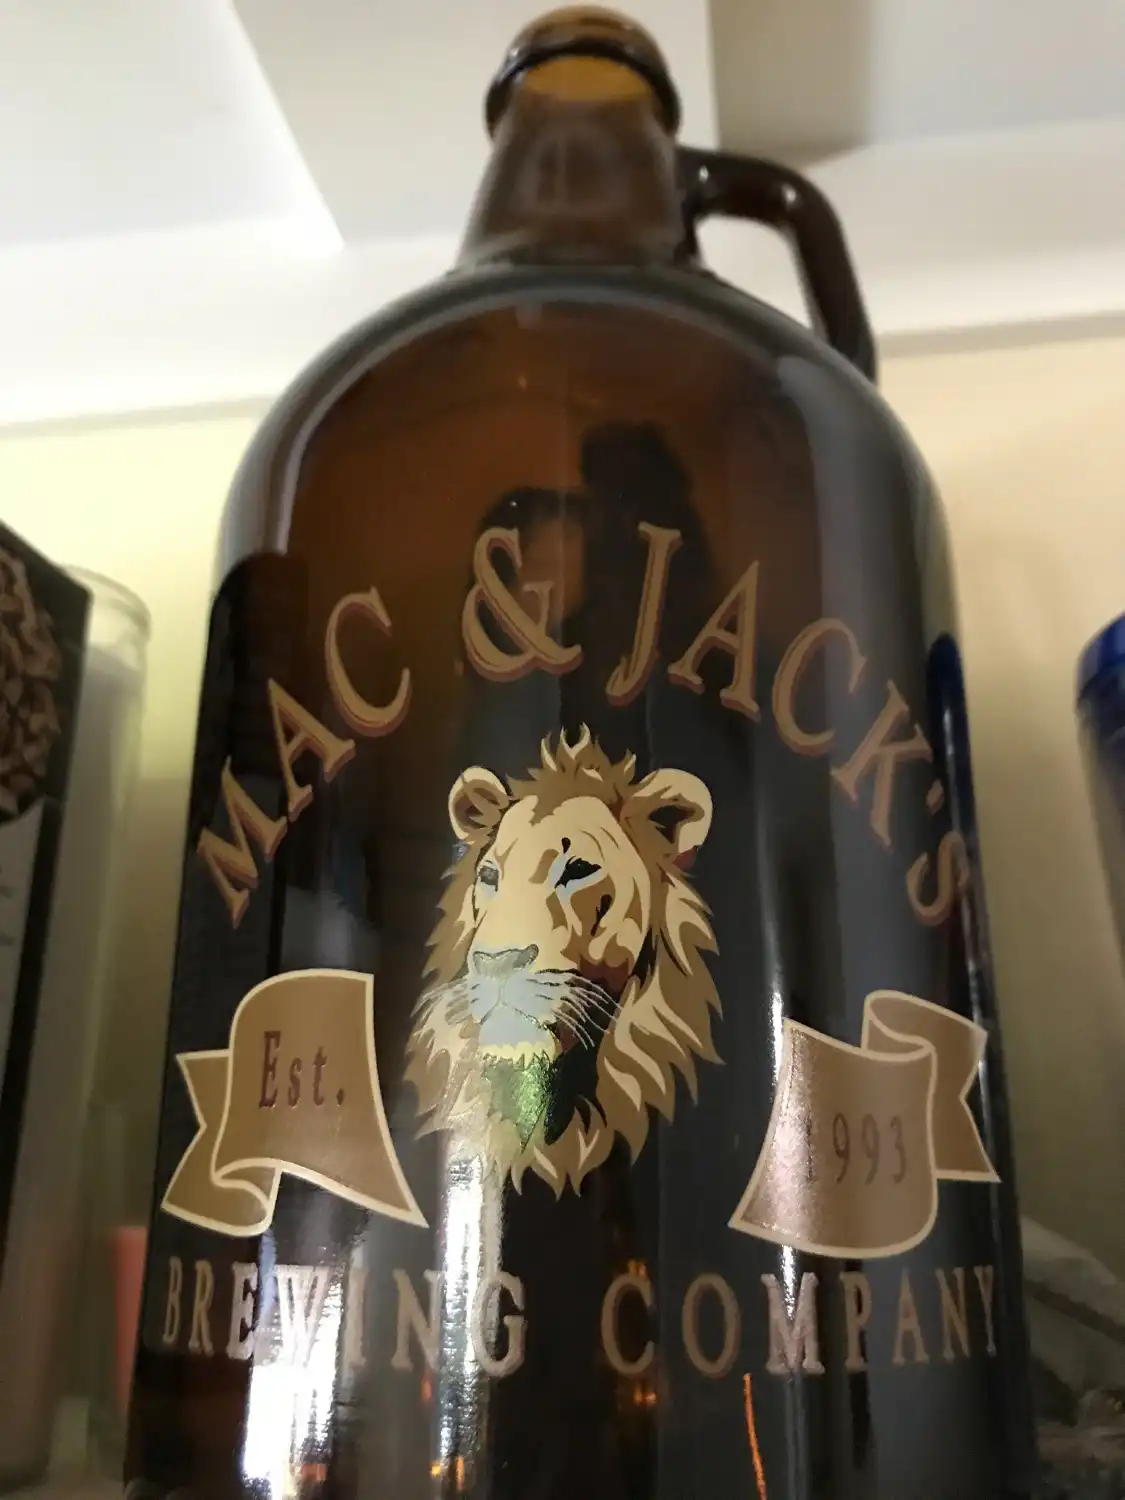 MAC & JACK'S
Est. 1993
BREWING COMPANY